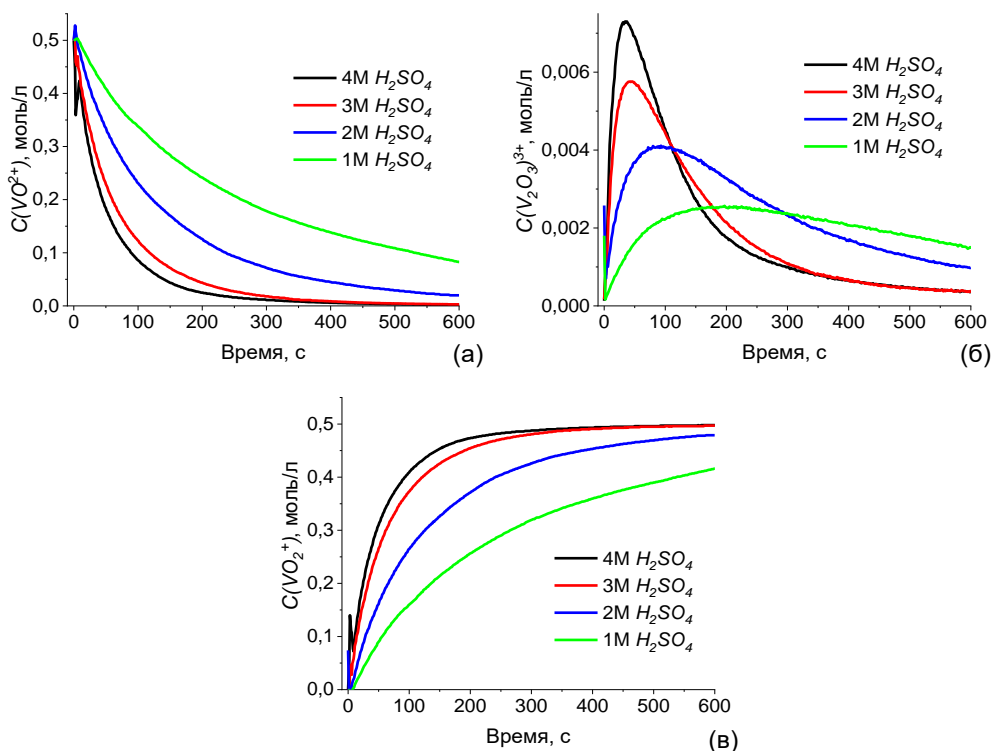 C(VO²⁺), моль/л
0,5
0,4
0,3
0,2
0,1
0,0
4M H₂SO₄
3M H₂SO₄
2M H₂SO₄
1M H₂SO₄
0 100 200 300 400 500 600
Время, с
(а)
C(V₂O₃)³⁺, моль/л
0,006
0,004
0,002
0,000
4M H₂SO₄
3M H₂SO₄
2M H₂SO₄
1M H₂SO₄
0 100 200 300 400 500 600
Время, с
(б)
C(VO₂⁺), моль/л
0,5
0,4
0,3
0,2
0,1
0,0
4M H₂SO₄
3M H₂SO₄
2M H₂SO₄
1M H₂SO₄
0 100 200 300 400 500 600
Время, с
(в)